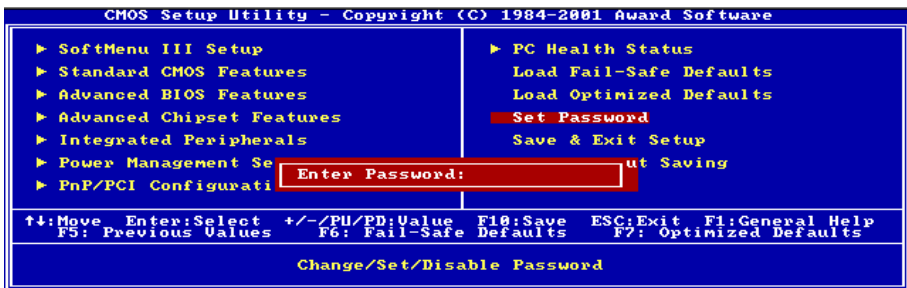 CMOS Setup Utility - Copyright (C) 1984-2001 Award Software
► SoftMenu III Setup
► Standard CMOS Features
► Advanced BIOS Features
► Advanced Chipset Features
► Integrated Peripherals
► Power Management Se
► PnP/PCI Configurati
► PC Health Status
Load Fail-Safe Defaults
Load Optimized Defaults
Set Password
Save & Exit Setup
ut Saving
Enter Password:
↑↓:Move Enter:Select +/-/PU/PD:Value F10:Save ESC:Exit F1:General Help
F5: Previous Values F6: Fail-Safe Defaults F7: Optimized Defaults
Change/Set/Disable Password